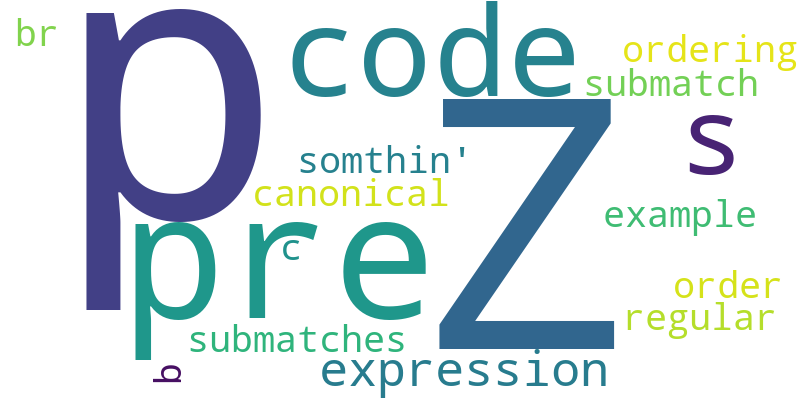 p
code
ordering
br
submatch
Z
s
somthin'
canonical
example
pre
c
order
regular
submatches
expression
b